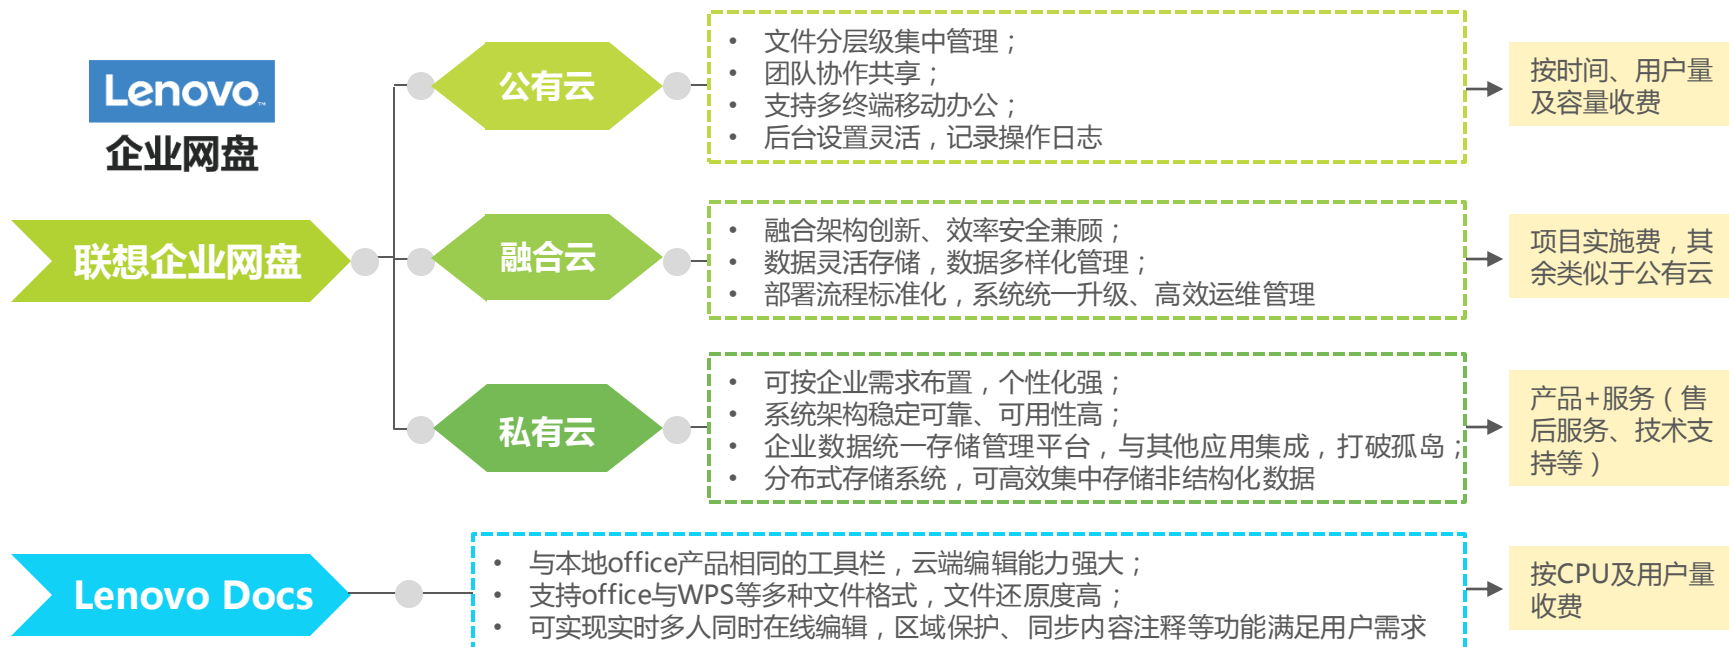 Lenovo™
企业网盘
联想企业网盘
公有云
• 文件分层级集中管理；
• 团队协作共享；
• 支持多终端移动办公；
• 后台设置灵活，记录操作日志
按时间、用户量
及容量收费
融合云
• 融合架构创新、效率安全兼顾；
• 数据灵活存储，数据多样化管理；
• 部署流程标准化，系统统一升级、高效运维管理
项目实施费，其
余类似于公有云
私有云
• 可按企业需求布置，个性化强；
• 系统架构稳定可靠、可用性高；
• 企业数据统一存储管理平台，与其他应用集成，打破孤岛；
• 分布式存储系统，可高效集中存储非结构化数据
产品+服务（售
后服务、技术支
持等）
Lenovo Docs
• 与本地office产品相同的工具栏，云端编辑能力强大；
• 支持office与WPS等多种文件格式，文件还原度高；
• 可实现实时多人同时在线编辑，区域保护、同步内容注释等功能满足用户需求
按CPU及用户量
收费